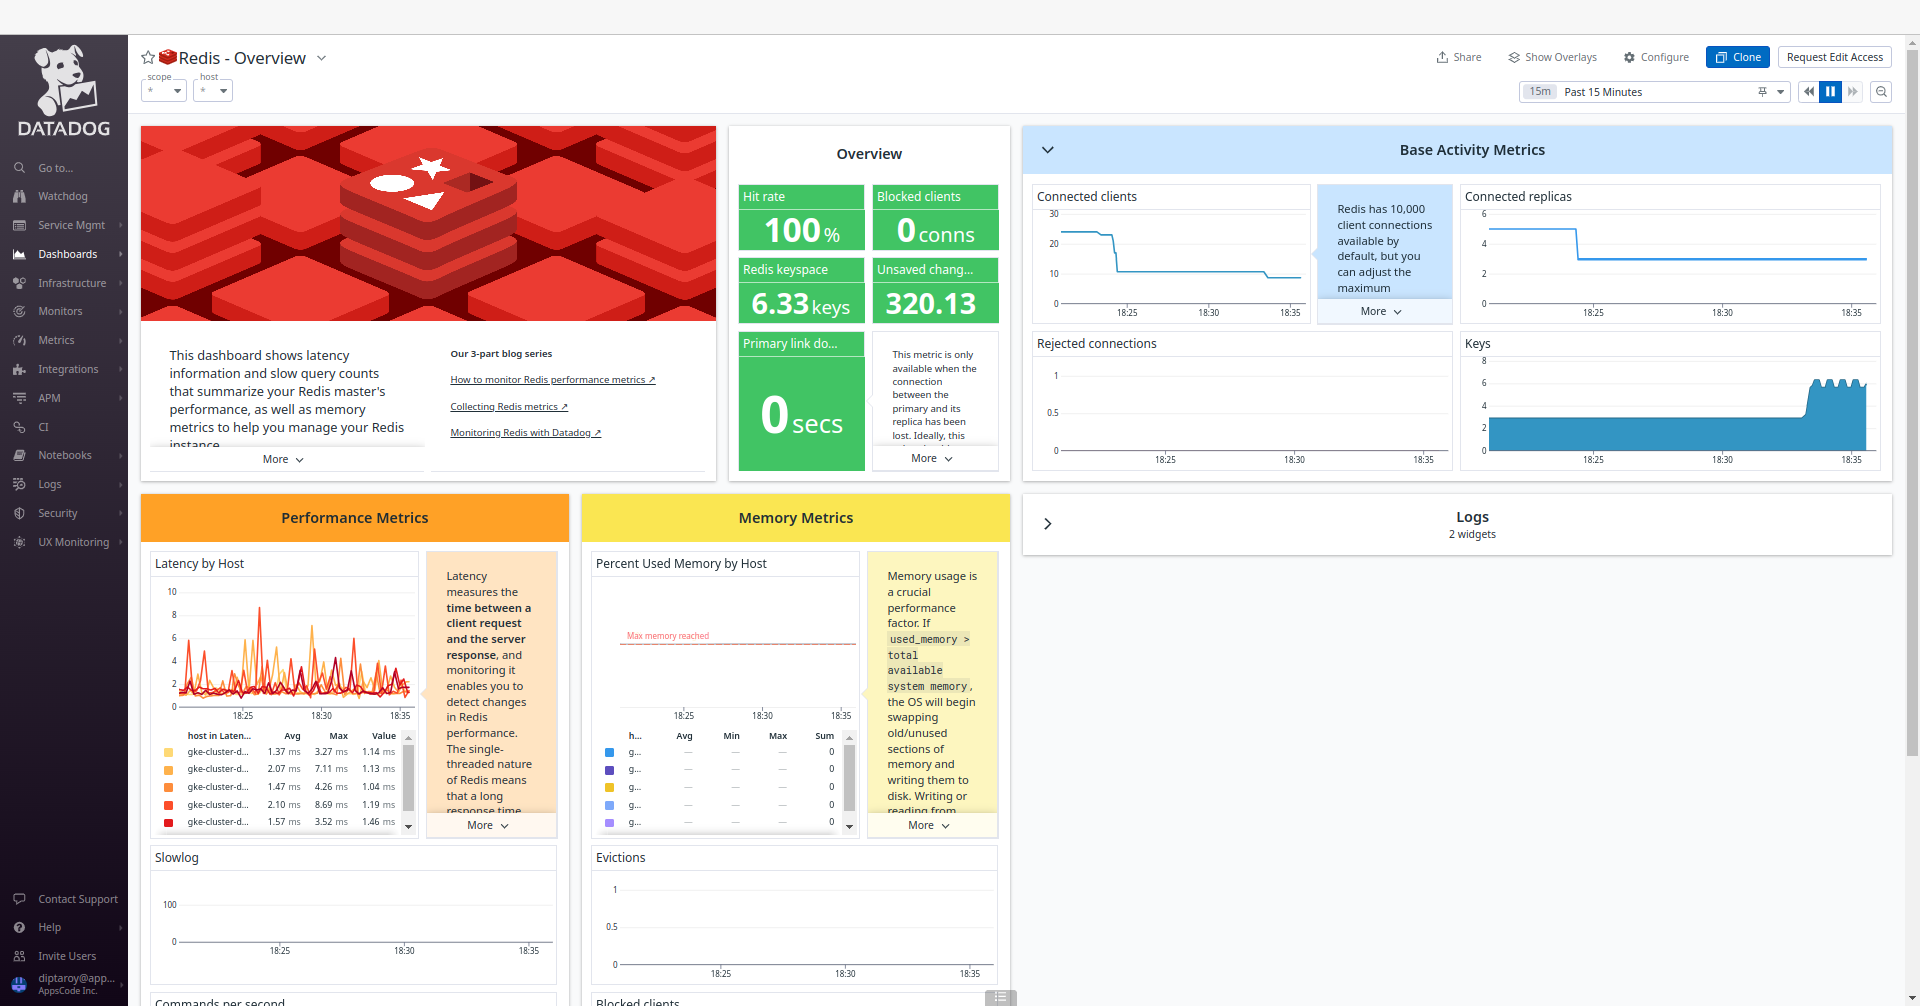 DATADOG
Go to...
Watchdog
Service Mgmt
Dashboards
Infrastructure
Monitors
Metrics
Integrations
APM
CI
Notebooks
Logs
Security
UX Monitoring
Contact Support
Help
Invite Users
diptaroy@app...
AppsCode Inc.
Redis - Overview
Share
Show Overlays
Configure
Clone
Request Edit Access
scope
*
host
*
15m Past 15 Minutes
This dashboard shows latency
information and slow query counts
that summarize your Redis master's
performance, as well as memory
metrics to help you manage your Redis
instance.
More
Our 3-part blog series
How to monitor Redis performance metrics ↗
Collecting Redis metrics ↗
Monitoring Redis with Datadog ↗
Overview
Hit rate
100 %
Blocked clients
0 conns
Redis keyspace
6.33 keys
Unsaved chang...
320.13
Primary link do...
0 secs
This metric is only
available when the
connection
between the
primary and its
replica has been
lost. Ideally, this
More
Base Activity Metrics
Connected clients
30
20
10
0
18:25 18:30 18:35
Redis has 10,000
client connections
available by
default, but you
can adjust the
maximum
More
Connected replicas
6
4
2
0
18:25 18:30 18:35
Rejected connections
1
0.5
0
18:25 18:30 18:35
Keys
8
6
4
2
0
18:25 18:30 18:35
Performance Metrics
Latency by Host
10
8
6
4
2
0
18:25 18:30 18:35
host in Laten... Avg Max Value
gke-cluster-d... 1.37 ms 3.27 ms 1.14 ms
gke-cluster-d... 2.07 ms 7.11 ms 1.13 ms
gke-cluster-d... 1.47 ms 4.26 ms 1.04 ms
gke-cluster-d... 2.10 ms 8.69 ms 1.19 ms
gke-cluster-d... 1.57 ms 3.52 ms 1.46 ms
Latency
measures the
time between a
client request
and the server
response, and
monitoring it
enables you to
detect changes
in Redis
performance.
The single-
threaded nature
of Redis means
that a long
response time
More
Slowlog
100
0
18:25 18:30 18:35
Commands per second
Memory Metrics
Percent Used Memory by Host
Max memory reached
18:25 18:30 18:35
h... Avg Min Max Sum
g... — — — 0
g... — — — 0
g... — — — 0
g... — — — 0
g... — — — 0
Memory usage is
a crucial
performance
factor. If
used_memory >
total
available
system memory,
the OS will begin
swapping
old/unused
sections of
memory and
writing them to
disk. Writing or
reading from
More
Evictions
1
0.5
0
18:25 18:30 18:35
Blocked clients
Logs
2 widgets